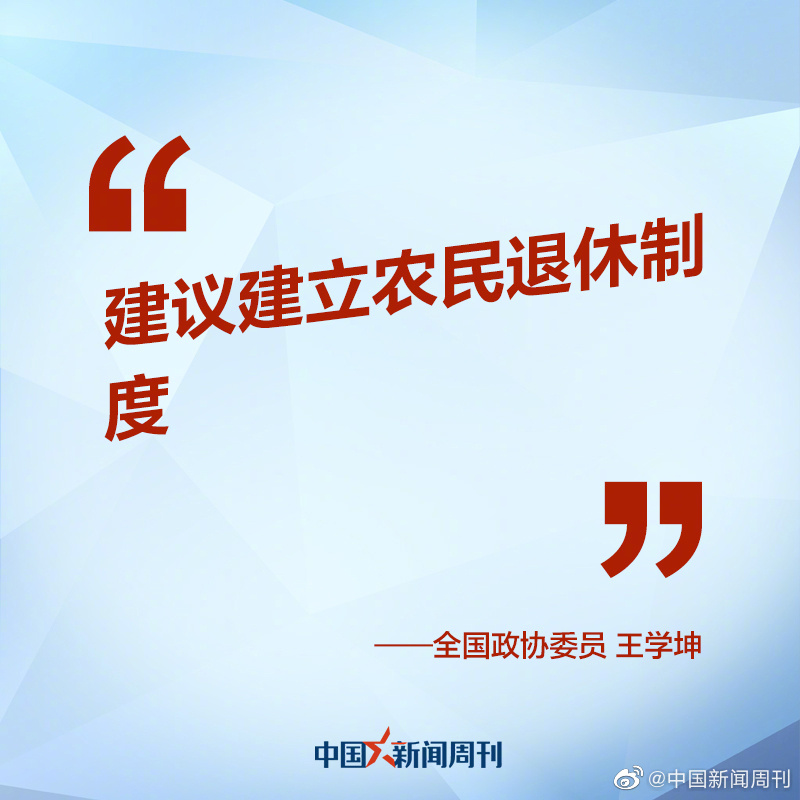 “
建议建立农民退休制
度
”
——全国政协委员 王学坤
中国新闻周刊
@中国新闻周刊